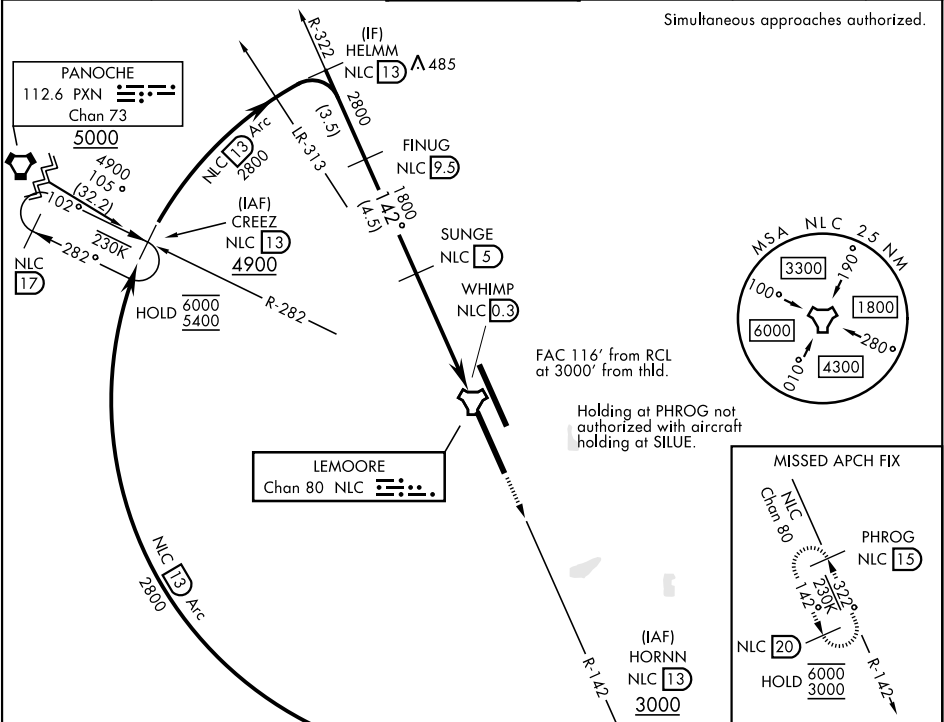 Simultaneous approaches authorized.
R-322
(IF)
HELMM
NLC 13
485
PANOCHE
112.6 PXN
Chan 73
5000
4900
105°
(32.2)
102°
230K
282°
NLC
17
NLC 13 Arc
2800
LR-313
(3.5)
2800
FINUG
NLC 9.5
1800
142°
(4.5)
(IAF)
CREEZ
NLC 13
4900
HOLD 6000
5400
R-282
SUNGE
NLC 5
WHIMP
NLC 0.3
MSA NLC 25 NM
3300
190°
100°
1800
6000
280°
4300
010°
FAC 116' from RCL
at 3000' from thld.
Holding at PHROG not
authorized with aircraft
holding at SILUE.
LEMOORE
Chan 80 NLC
NLC 13 Arc
2800
(IAF)
HORNN
NLC 13
3000
R-142
MISSED APCH FIX
NLC
Chan 80
PHROG
NLC 15
322°
230K
142°
NLC 20
HOLD 6000
3000
R-142